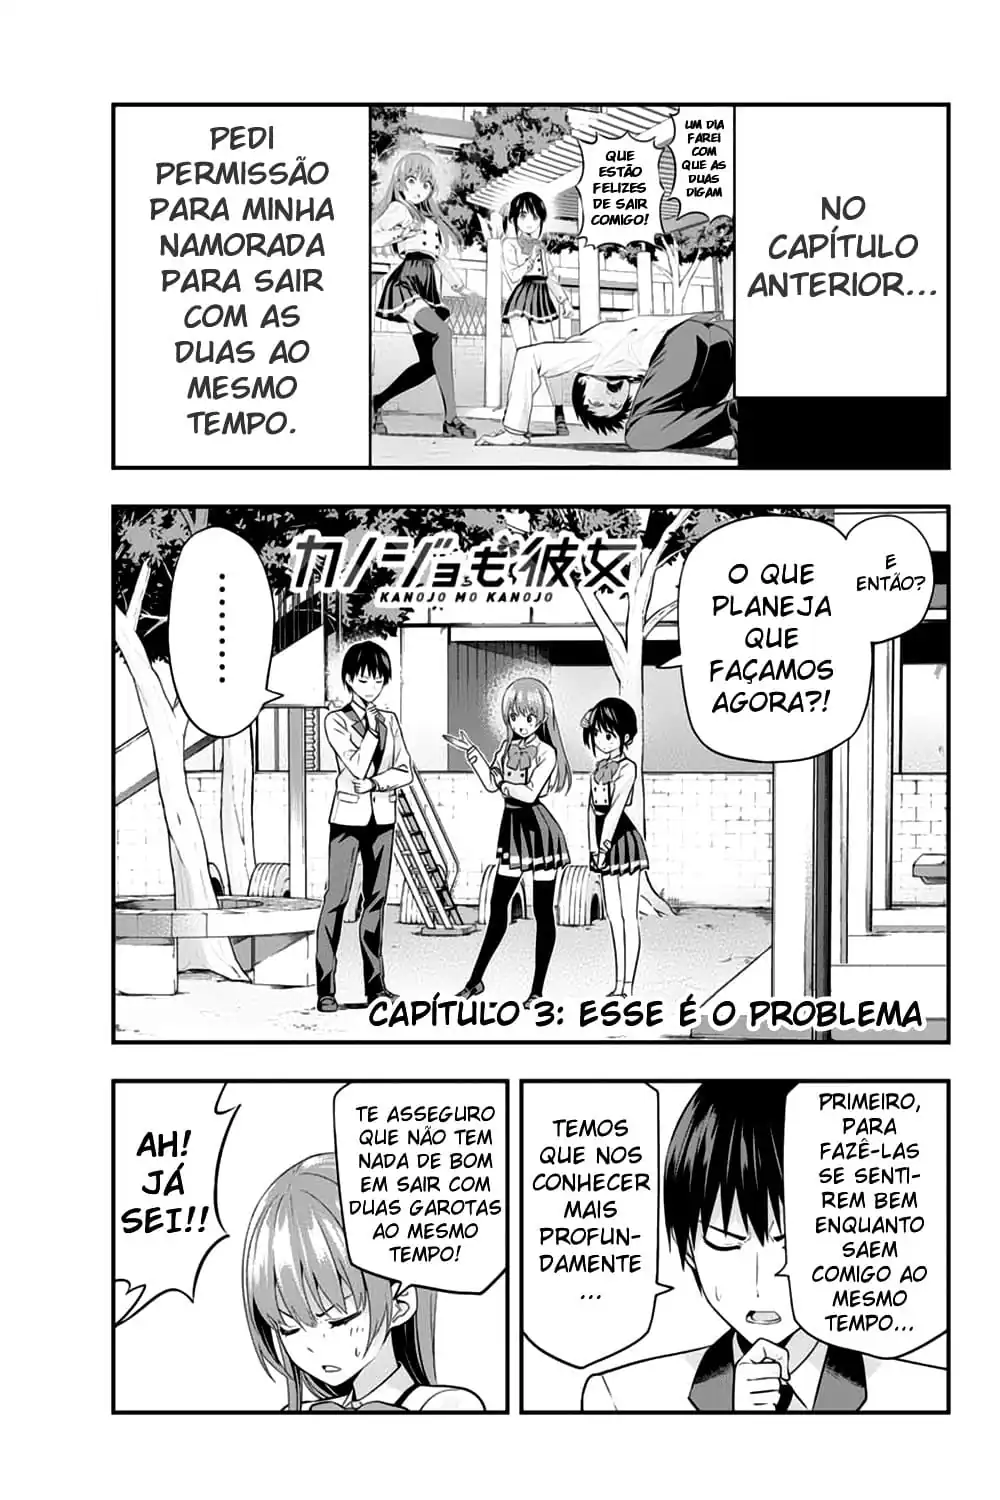 NO
CAPÍTULO
ANTERIOR...
UM DIA
FAREI
COM
QUE AS
DUAS
DIGAM
QUE
ESTÃO
FELIZES
DE SAIR
COMIGO!
PEDI
PERMISSÃO
PARA MINHA
NAMORADA
PARA SAIR
COM AS
DUAS AO
MESMO
TEMPO.
E
ENTÃO?
O QUE
PLANEJA
QUE
FAÇAMOS
AGORA?!
カノジョも彼女
KANOJO MO KANOJO
.........
CAPÍTULO 3: ESSE É O PROBLEMA
PRIMEIRO,
PARA
FAZÊ-LAS
SE SENTI-
REM BEM
ENQUANTO
SAEM
COMIGO AO
MESMO
TEMPO...
TEMOS
QUE NOS
CONHECER
MAIS
PROFUN-
DAMENTE
...
TE ASSEGURO
QUE NÃO TEM
NADA DE BOM
EM SAIR COM
DUAS GAROTAS
AO MESMO
TEMPO!
AH!
JÁ
SEI!!